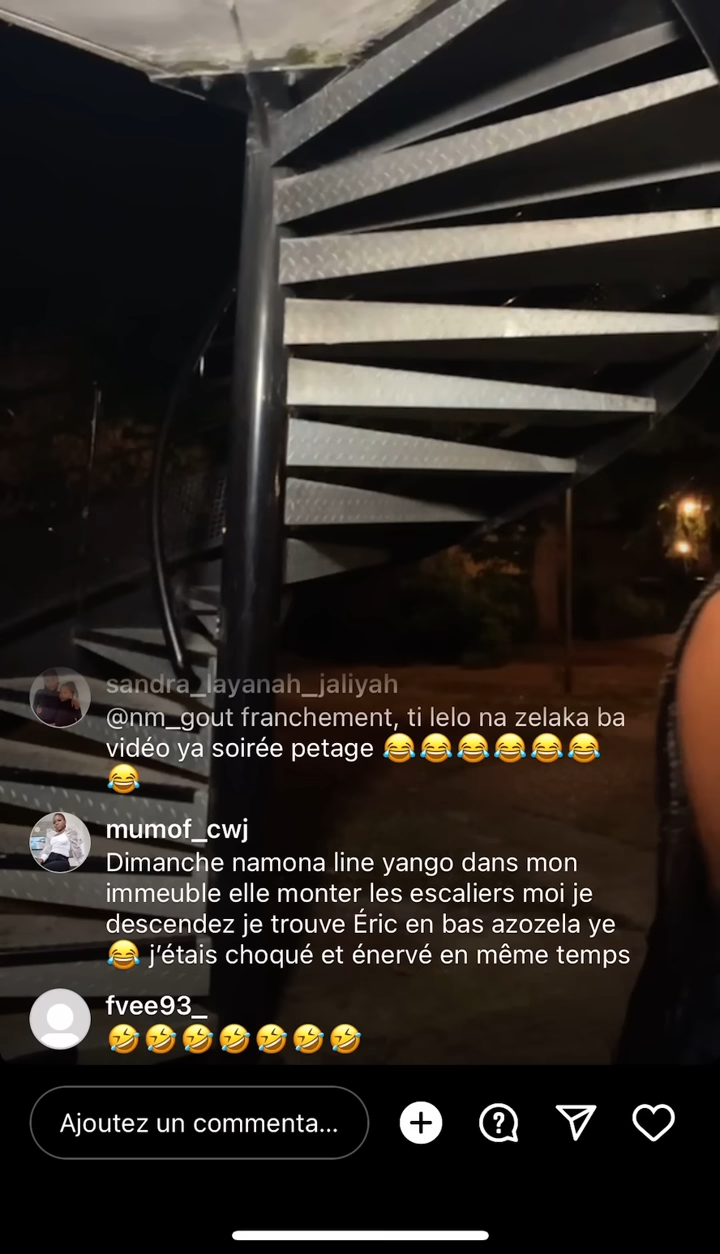 sandra_layanah_jaliyah
@nm_gout franchement, ti lelo na zelaka ba
vidéo ya soirée petage 😂😂😂😂😂😂
😂
mumof_cwj
Dimanche namona line yango dans mon
immeuble elle monter les escaliers moi je
descendez je trouve Éric en bas azozela ye
😂 j’étais choqué et énervé en même temps
fvee93_
🤣🤣🤣🤣🤣🤣🤣
Ajoutez un commenta...